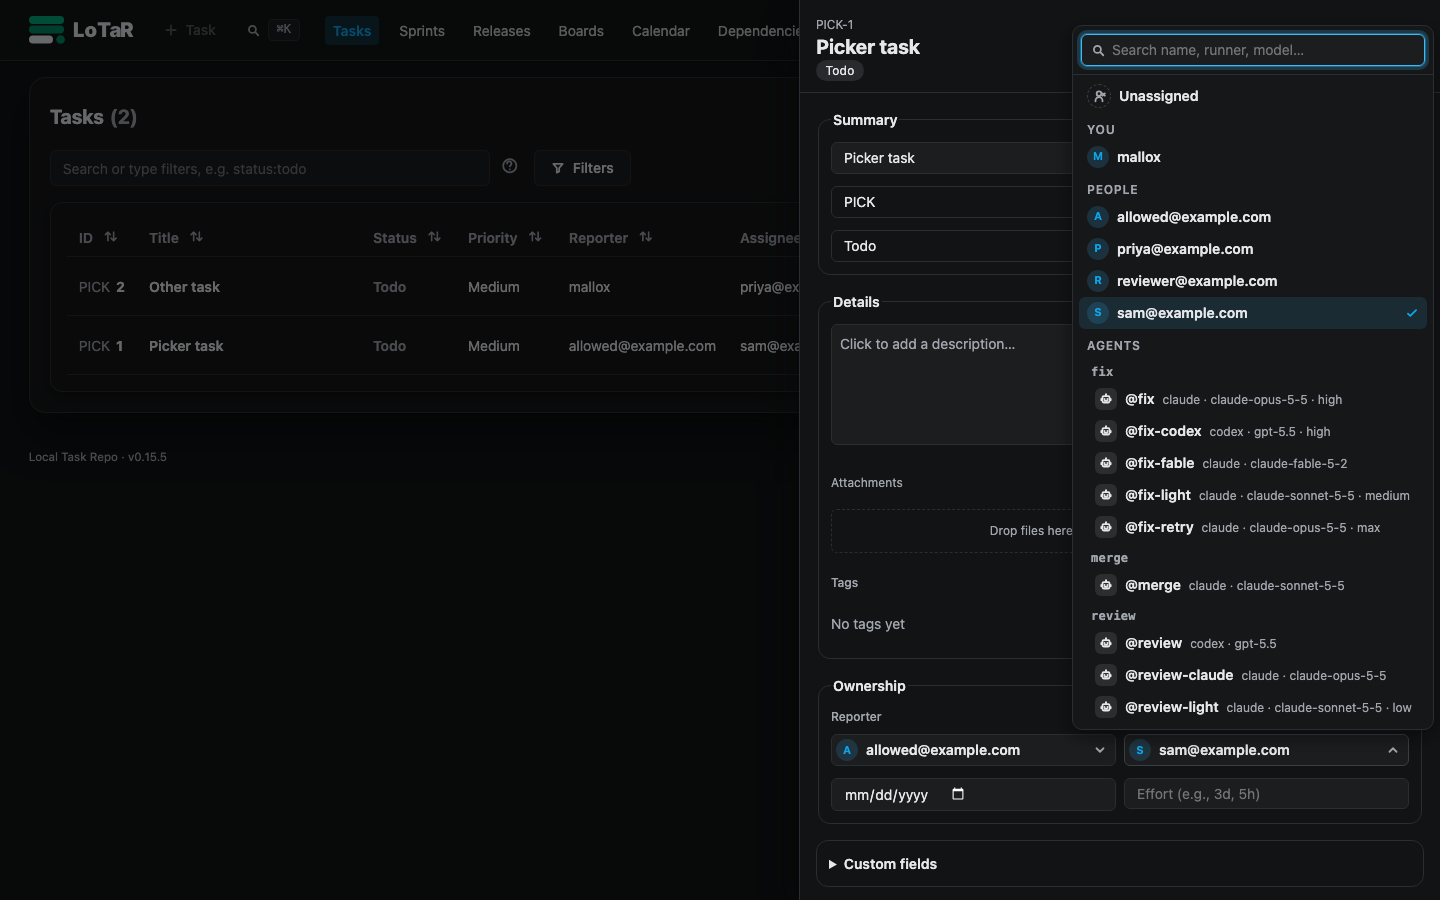 LoTaR
Task
⌘K
Tasks
Sprints
Releases
Boards
Calendar
Dependencie
Tasks (2)
Search or type filters, e.g. status:todo
Filters
ID Title Status Priority Reporter Assignee
PICK 2 Other task Todo Medium mallox priya@ex
PICK 1 Picker task Todo Medium allowed@example.com sam@exa
Local Task Repo · v0.15.5
PICK-1
Picker task
Todo
Summary
Picker task
PICK
Todo
Details
Click to add a description...
Attachments
Drop files here
Tags
No tags yet
Ownership
Reporter
A allowed@example.com
S sam@example.com
mm/dd/yyyy
Effort (e.g., 3d, 5h)
Custom fields
Search name, runner, model...
Unassigned
YOU
M mallox
PEOPLE
A allowed@example.com
P priya@example.com
R reviewer@example.com
S sam@example.com
AGENTS
fix
@fix claude · claude-opus-5-5 · high
@fix-codex codex · gpt-5.5 · high
@fix-fable claude · claude-fable-5-2
@fix-light claude · claude-sonnet-5-5 · medium
@fix-retry claude · claude-opus-5-5 · max
merge
@merge claude · claude-sonnet-5-5
review
@review codex · gpt-5.5
@review-claude claude · claude-opus-5-5
@review-light claude · claude-sonnet-5-5 · low